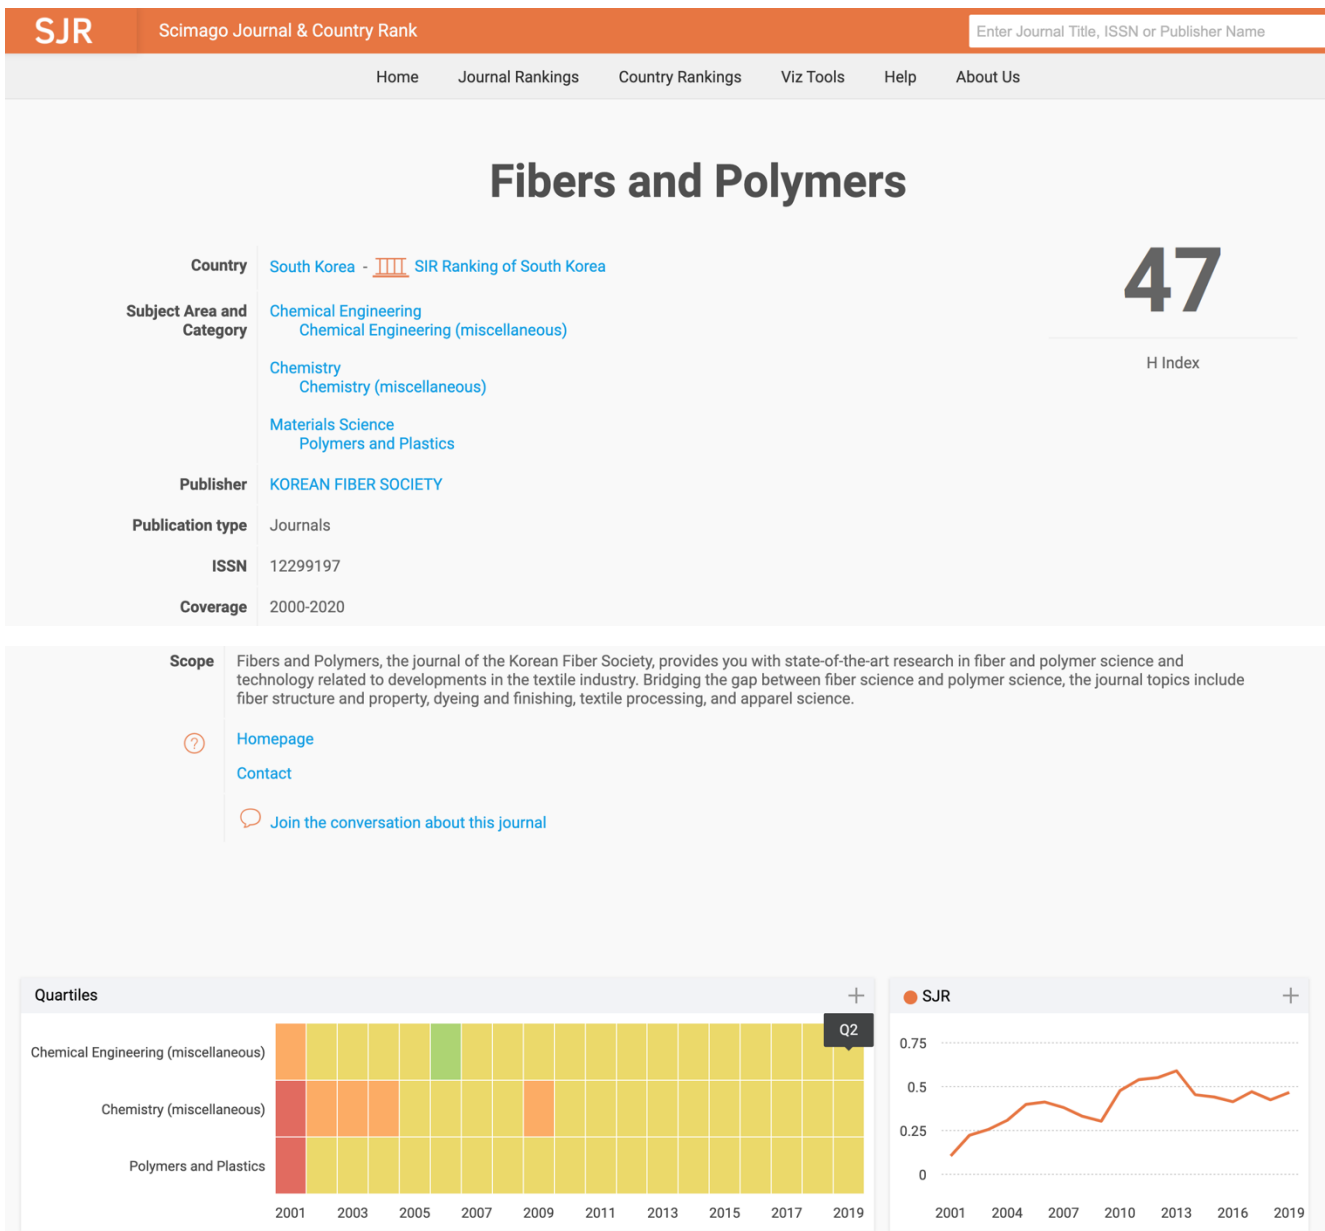 SJR
Scimago Journal & Country Rank
Enter Journal Title, ISSN or Publisher Name
Home Journal Rankings Country Rankings Viz Tools Help About Us
Fibers and Polymers
Country
South Korea - SIR Ranking of South Korea
47
H Index
Subject Area and
Category
Chemical Engineering
Chemical Engineering (miscellaneous)
Chemistry
Chemistry (miscellaneous)
Materials Science
Polymers and Plastics
Publisher
KOREAN FIBER SOCIETY
Publication type
Journals
ISSN
12299197
Coverage
2000-2020
Scope
Fibers and Polymers, the journal of the Korean Fiber Society, provides you with state-of-the-art research in fiber and polymer science and
technology related to developments in the textile industry. Bridging the gap between fiber science and polymer science, the journal topics include
fiber structure and property, dyeing and finishing, textile processing, and apparel science.
?
Homepage
Contact
Join the conversation about this journal
Quartiles +
Q2
Chemical Engineering (miscellaneous)
Chemistry (miscellaneous)
Polymers and Plastics
2001 2003 2005 2007 2009 2011 2013 2015 2017 2019
SJR +
0.75
0.5
0.25
0
2001 2004 2007 2010 2013 2016 2019